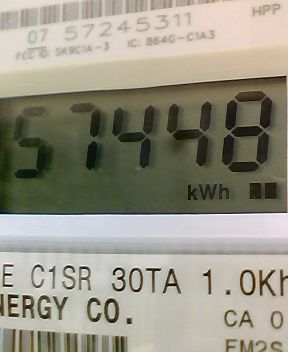 07 57245311
HPP
FCC ID: SK9C1A-3 IC: 864G-C1A3
57448
kWh
E C1SR 30TA 1.0Kh
NERGY CO.
CA 0
FM2S